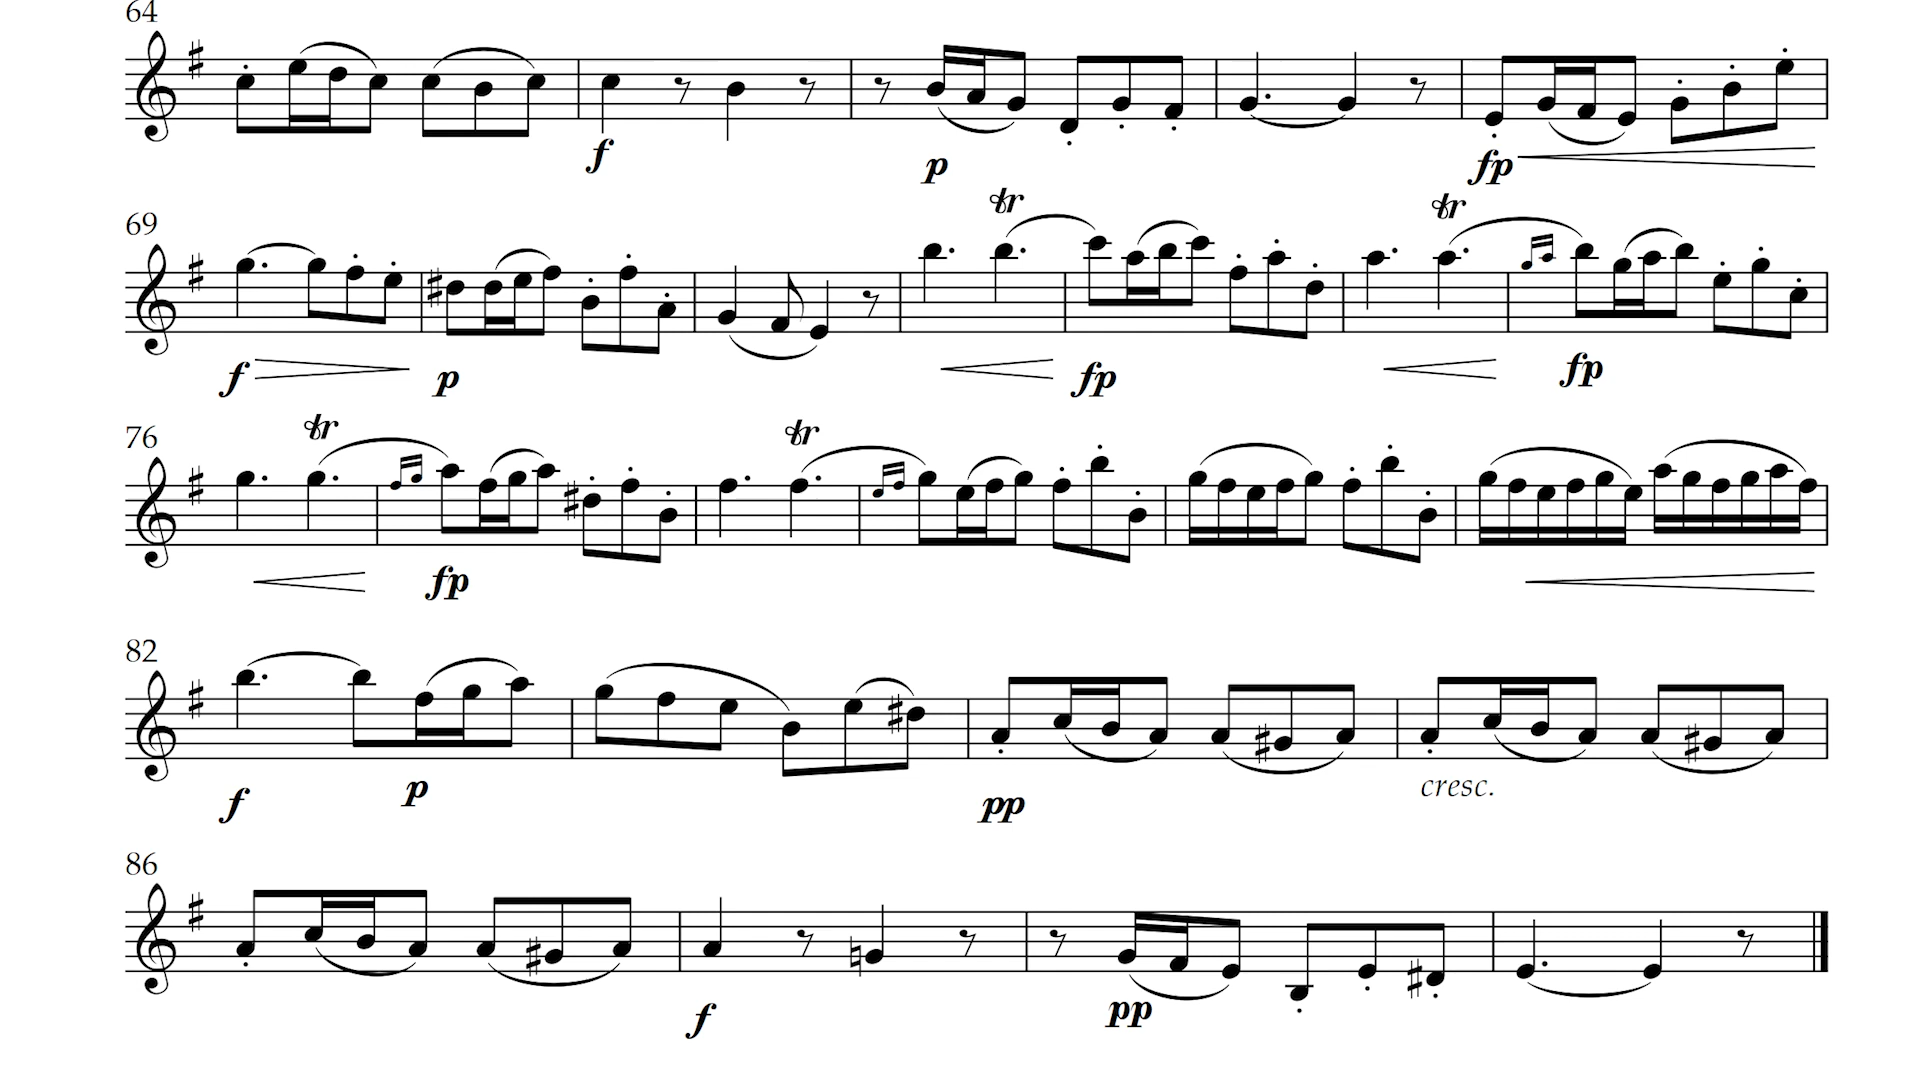 64
f p fp
69
tr tr
f p fp fp
76
tr tr
fp
82
f p pp cresc.
86
f pp